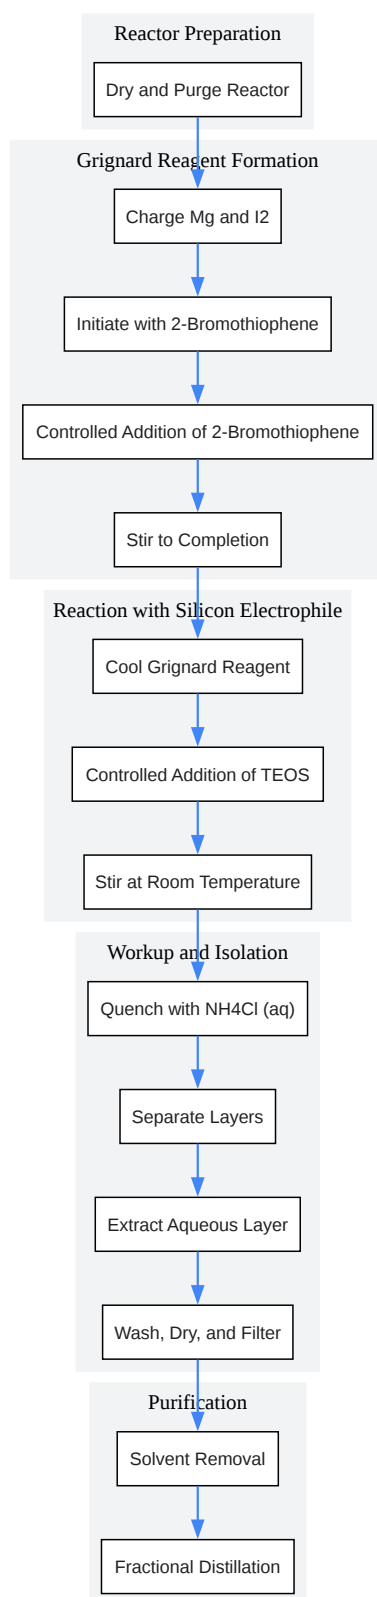 Reactor Preparation
Dry and Purge Reactor
Grignard Reagent Formation
Charge Mg and I2
Initiate with 2-Bromothiophene
Controlled Addition of 2-Bromothiophene
Stir to Completion
Reaction with Silicon Electrophile
Cool Grignard Reagent
Controlled Addition of TEOS
Stir at Room Temperature
Workup and Isolation
Quench with NH4Cl (aq)
Separate Layers
Extract Aqueous Layer
Wash, Dry, and Filter
Purification
Solvent Removal
Fractional Distillation